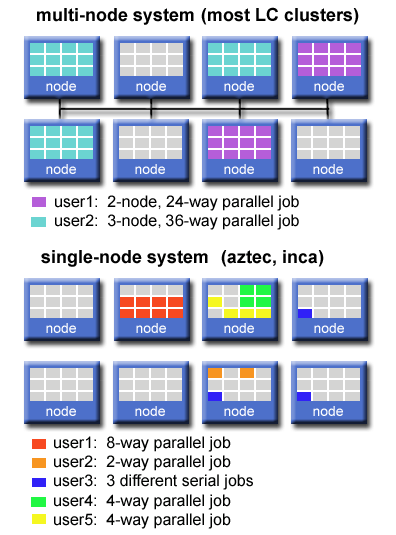 multi-node system (most LC clusters)
node node node node
node node node node
user1: 2-node, 24-way parallel job
user2: 3-node, 36-way parallel job
single-node system (aztec, inca)
node node node node
node node node node
user1: 8-way parallel job
user2: 2-way parallel job
user3: 3 different serial jobs
user4: 4-way parallel job
user5: 4-way parallel job